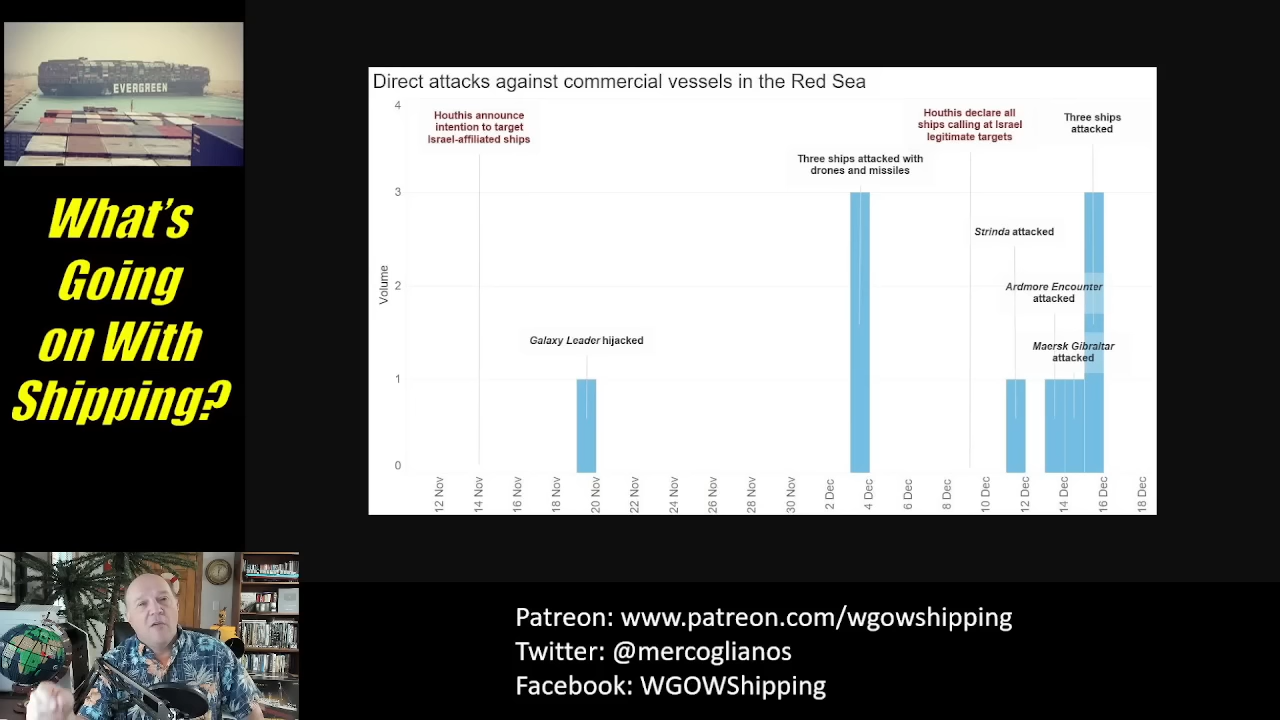 EVERGREEN
What's
Going
on With
Shipping?
Direct attacks against commercial vessels in the Red Sea
4
3
2
1
0
Volume
Houthis announce
intention to target
Israel-affiliated ships
Galaxy Leader hijacked
Three ships attacked with
drones and missiles
Houthis declare all
ships calling at Israel
legitimate targets
Strinda attacked
Ardmore Encounter
attacked
Maersk Gibraltar
attacked
Three ships
attacked
12 Nov
14 Nov
16 Nov
18 Nov
20 Nov
22 Nov
24 Nov
26 Nov
28 Nov
30 Nov
2 Dec
4 Dec
6 Dec
8 Dec
10 Dec
12 Dec
14 Dec
16 Dec
18 Dec
Patreon: www.patreon.com/wgowshipping
Twitter: @mercoglianos
Facebook: WGOWShipping